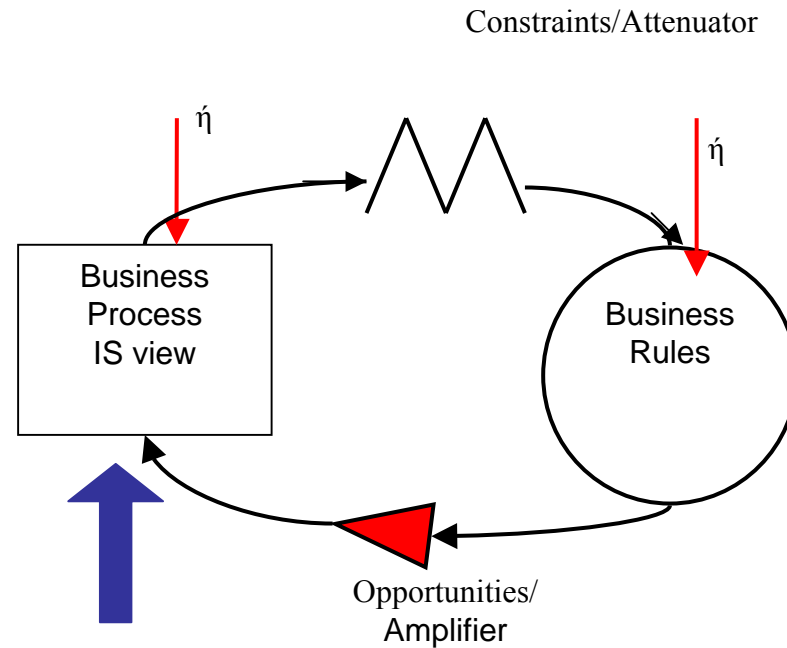 Constraints/Attenuator
ή
ή
Business
Process
IS view
Business
Rules
Opportunities/
Amplifier